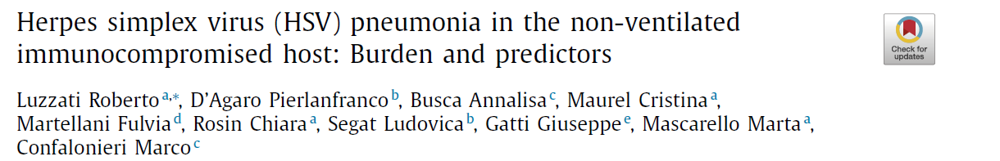 Herpes simplex virus (HSV) pneumonia in the non-ventilated
immunocompromised host: Burden and predictors
Check for
updates
Luzzati Roberto a,*, D'Agaro Pierlanfranco b, Busca Annalisa c, Maurel Cristina a,
Martellani Fulvia d, Rosin Chiara a, Segat Ludovica b, Gatti Giuseppe e, Mascarello Marta a,
Confalonieri Marco c